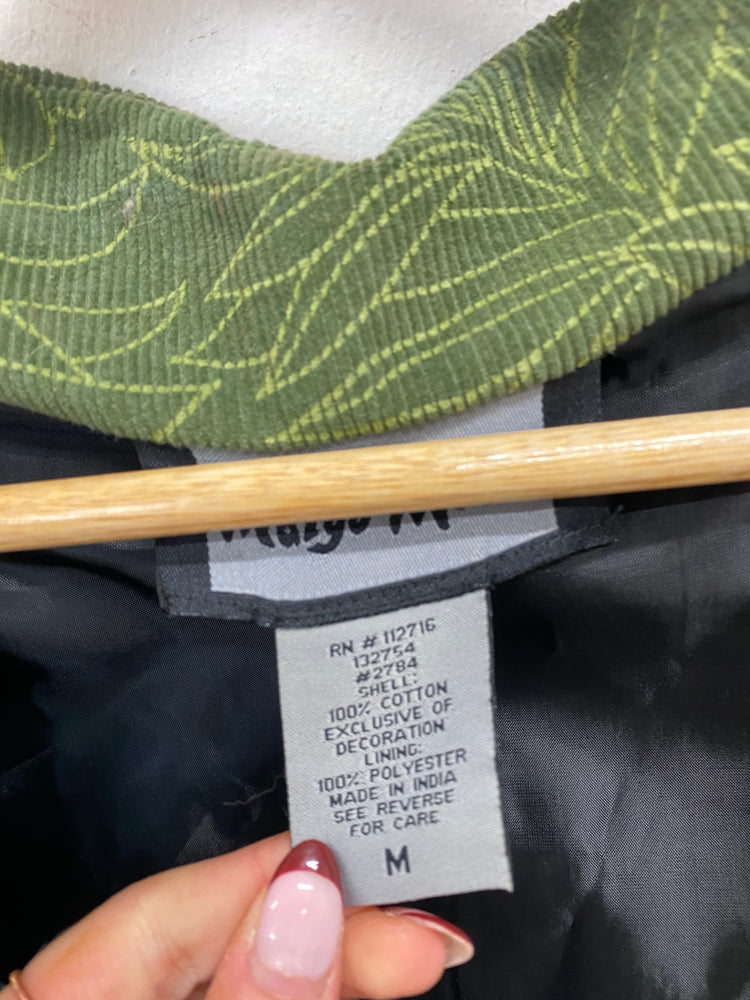 RN # 112716
132754
#2784
SHELL:
100% COTTON
EXCLUSIVE OF
DECORATION
LINING:
100% POLYESTER
MADE IN INDIA
SEE REVERSE
FOR CARE
M